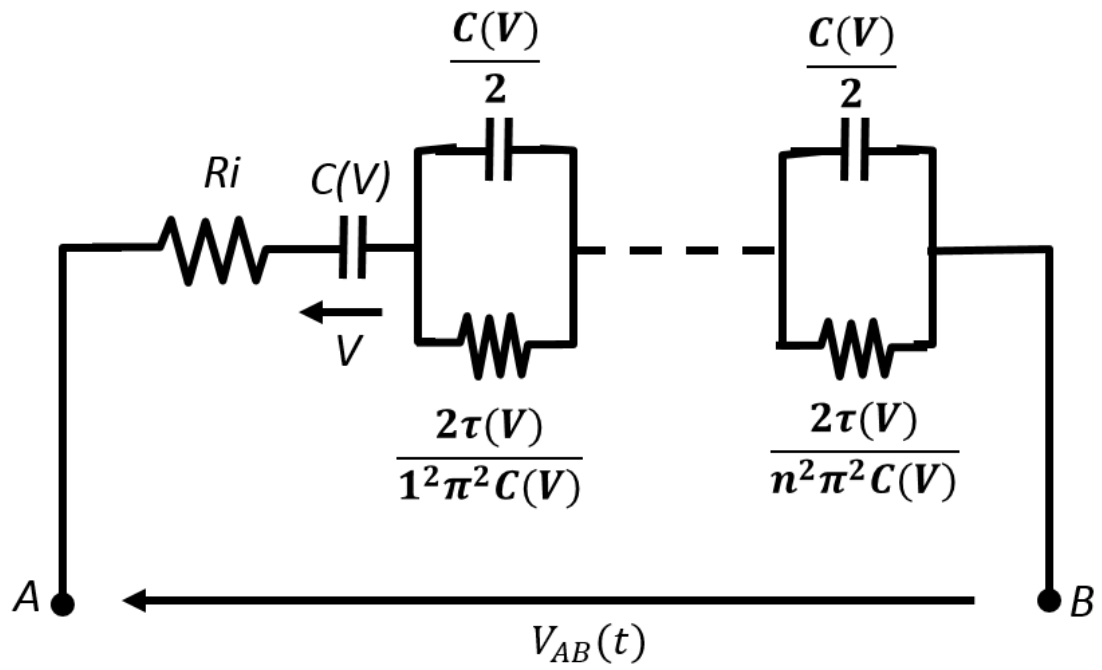 C(V)/2
C(V)/2
Ri
C(V)
V
2τ(V)/1²π²C(V)
2τ(V)/n²π²C(V)
A
B
V_AB(t)